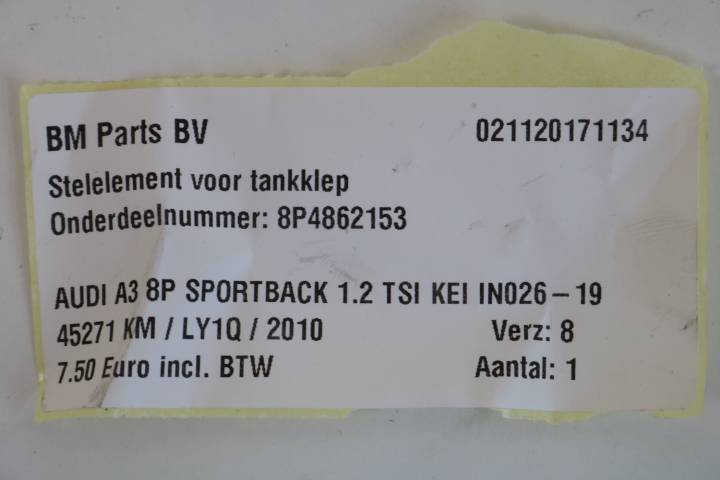 BM Parts BV 021120171134
Stelelement voor tankklep
Onderdeelnummer: 8P4862153
AUDI A3 8P SPORTBACK 1.2 TSI KEI IN026-19
45271 KM / LY1Q / 2010 Verz: 8
7.50 Euro incl. BTW Aantal: 1